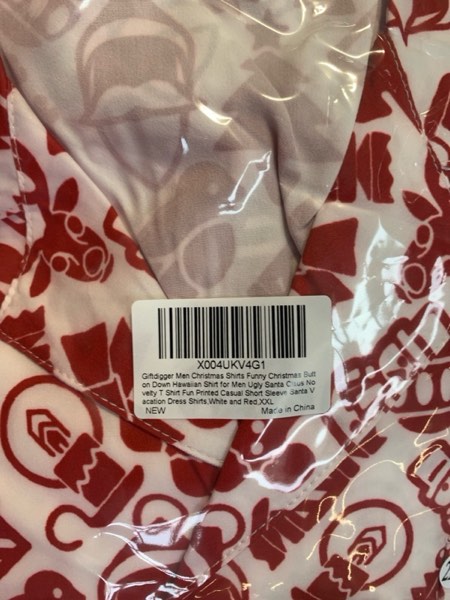 X004UKV4G1
Giftdigger Men Christmas Shirts Funny Christmas Butt
on Down Hawaiian Shirt for Men Ugly Santa Claus No
velty T Shirt Fun Printed Casual Short Sleeve Santa V
acation Dress Shirts,White and Red,XXL
NEW Made in China